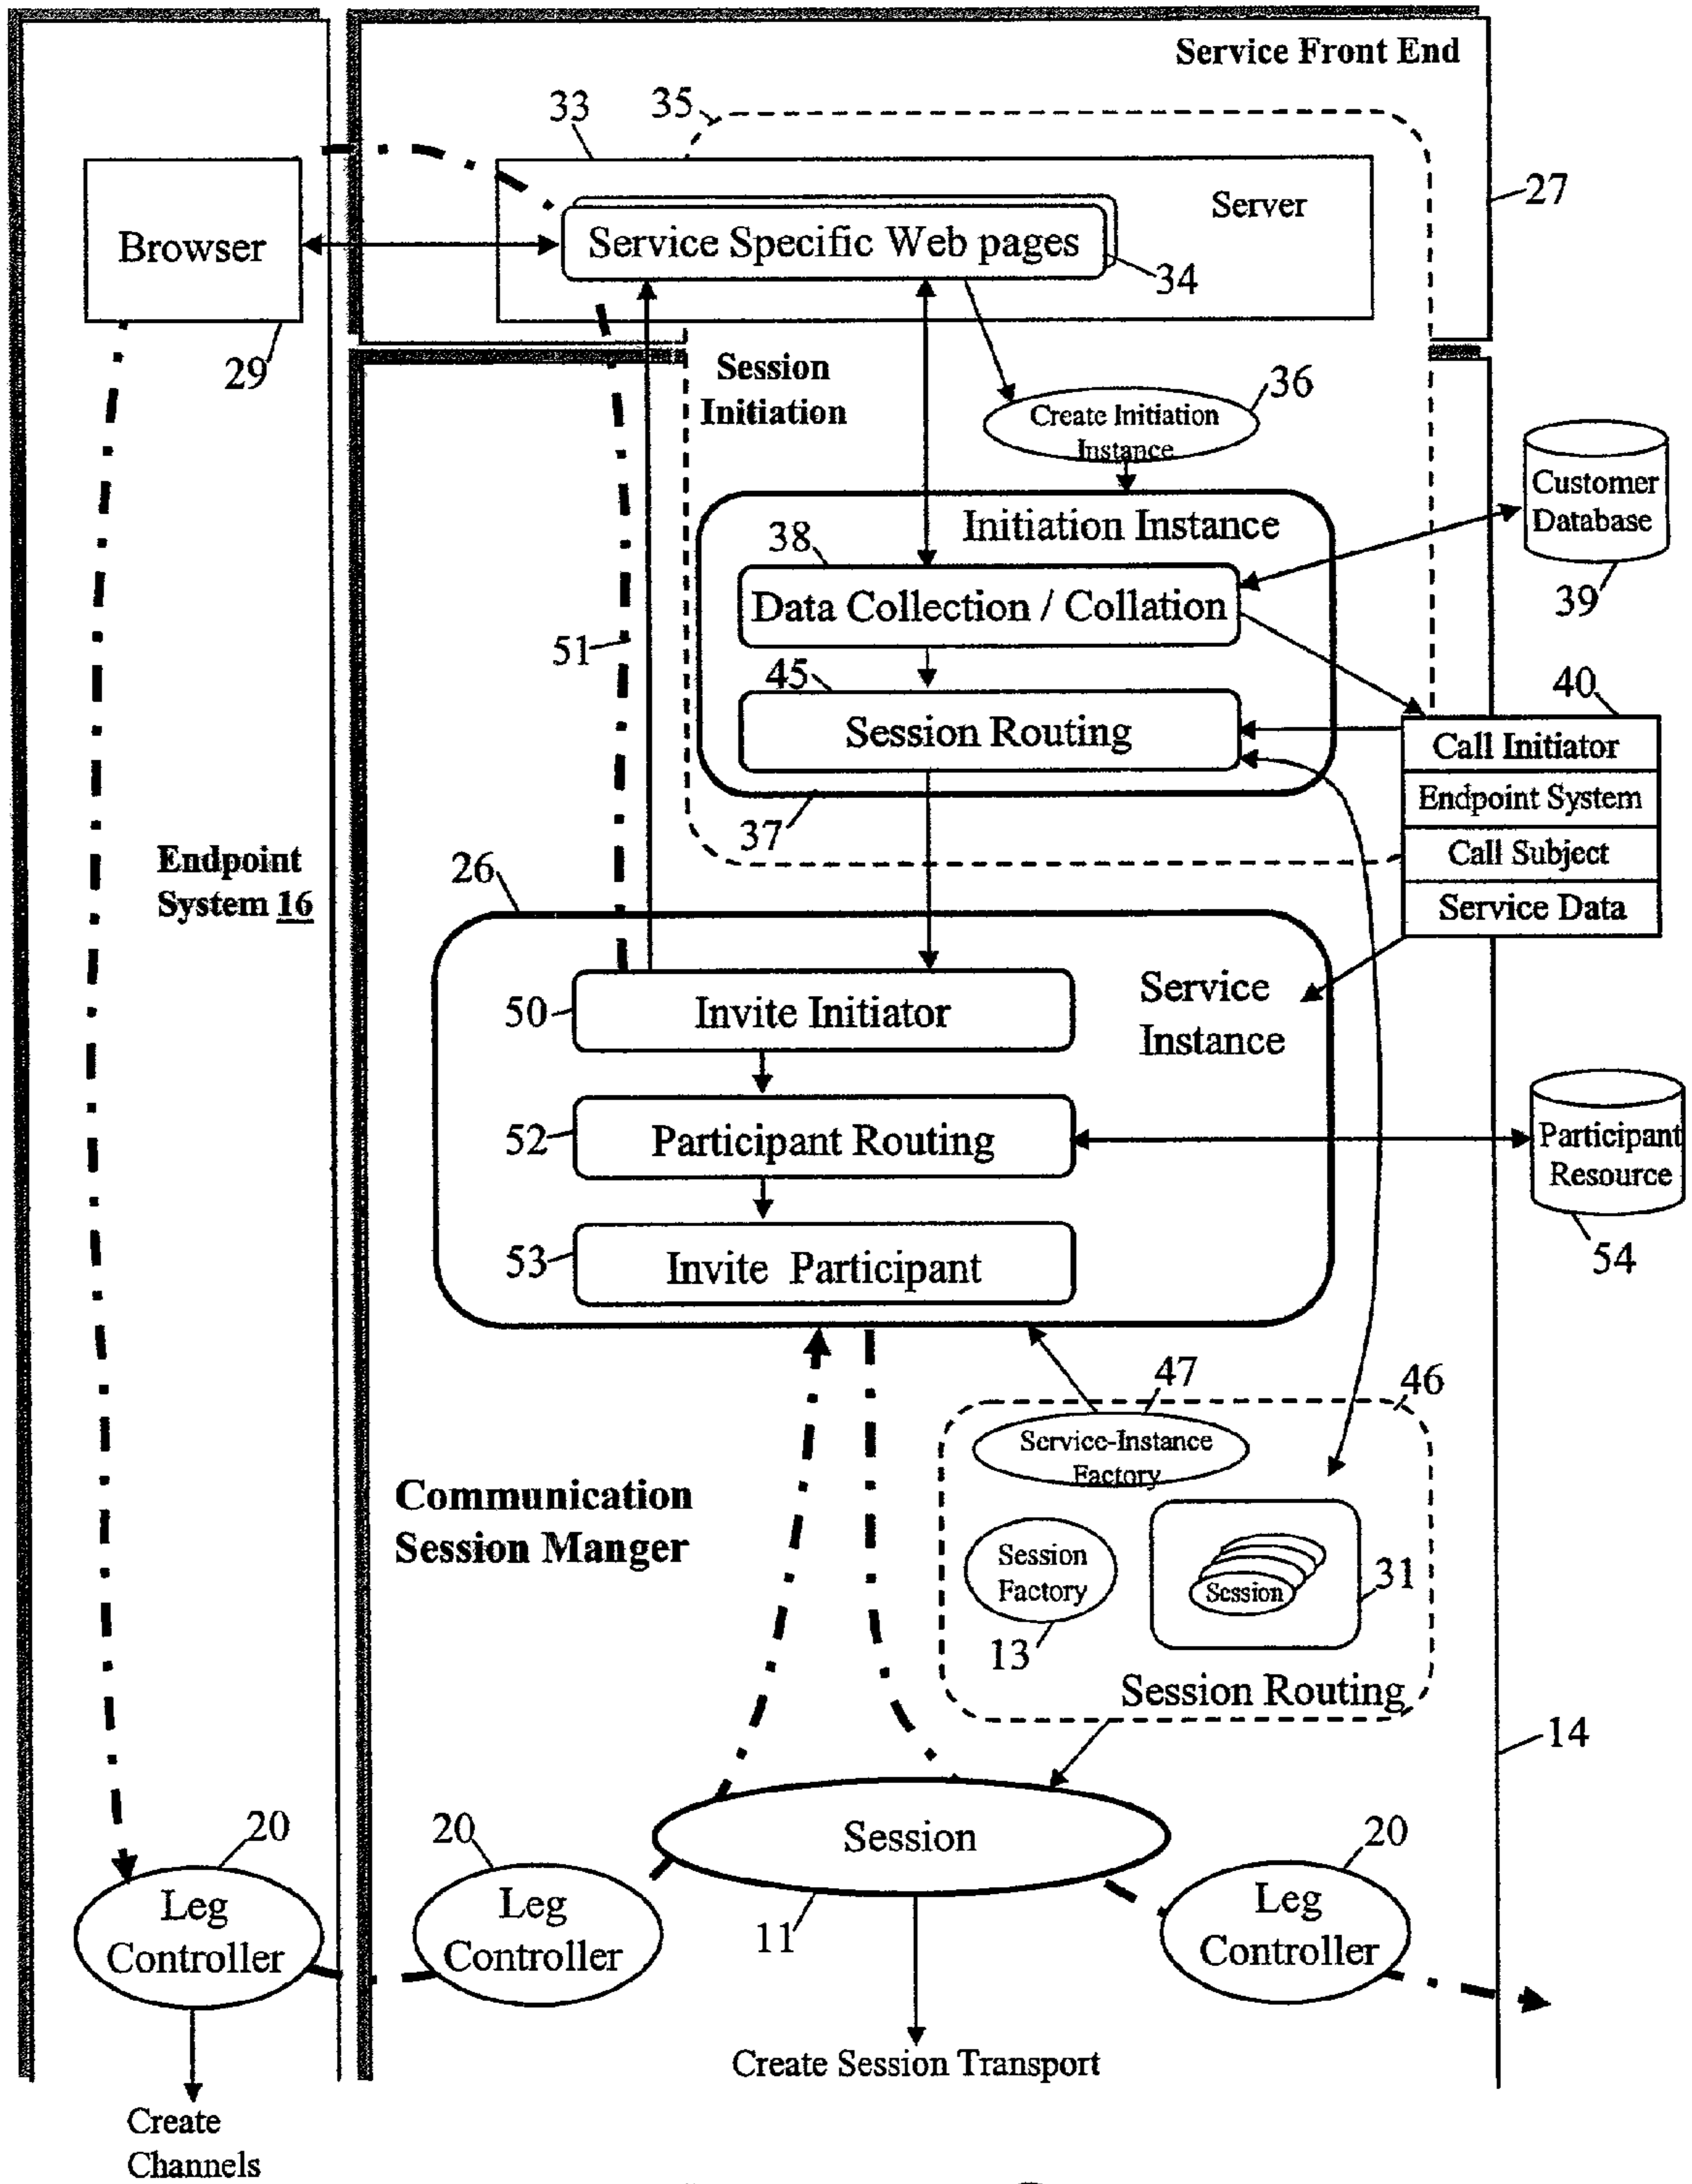 Service Front End
33
35
27
Server
Browser
Service Specific Web pages
34
29
Session
Initiation
36
Create Initiation
Instance
Customer
Database
39
Initiation Instance
38
Data Collection / Collation
51
45
Session Routing
37
40
Call Initiator
Endpoint System
Call Subject
Service Data
Endpoint
System 16
26
Service
Instance
50
Invite Initiator
52
Participant Routing
Participant
Resource
54
53
Invite Participant
47
46
Service-Instance
Factory
Communication
Session Manger
Session
Factory
13
Session
31
Session Routing
14
20
20
20
Session
11
Leg
Controller
Leg
Controller
Leg
Controller
Create Session Transport
Create
Channels